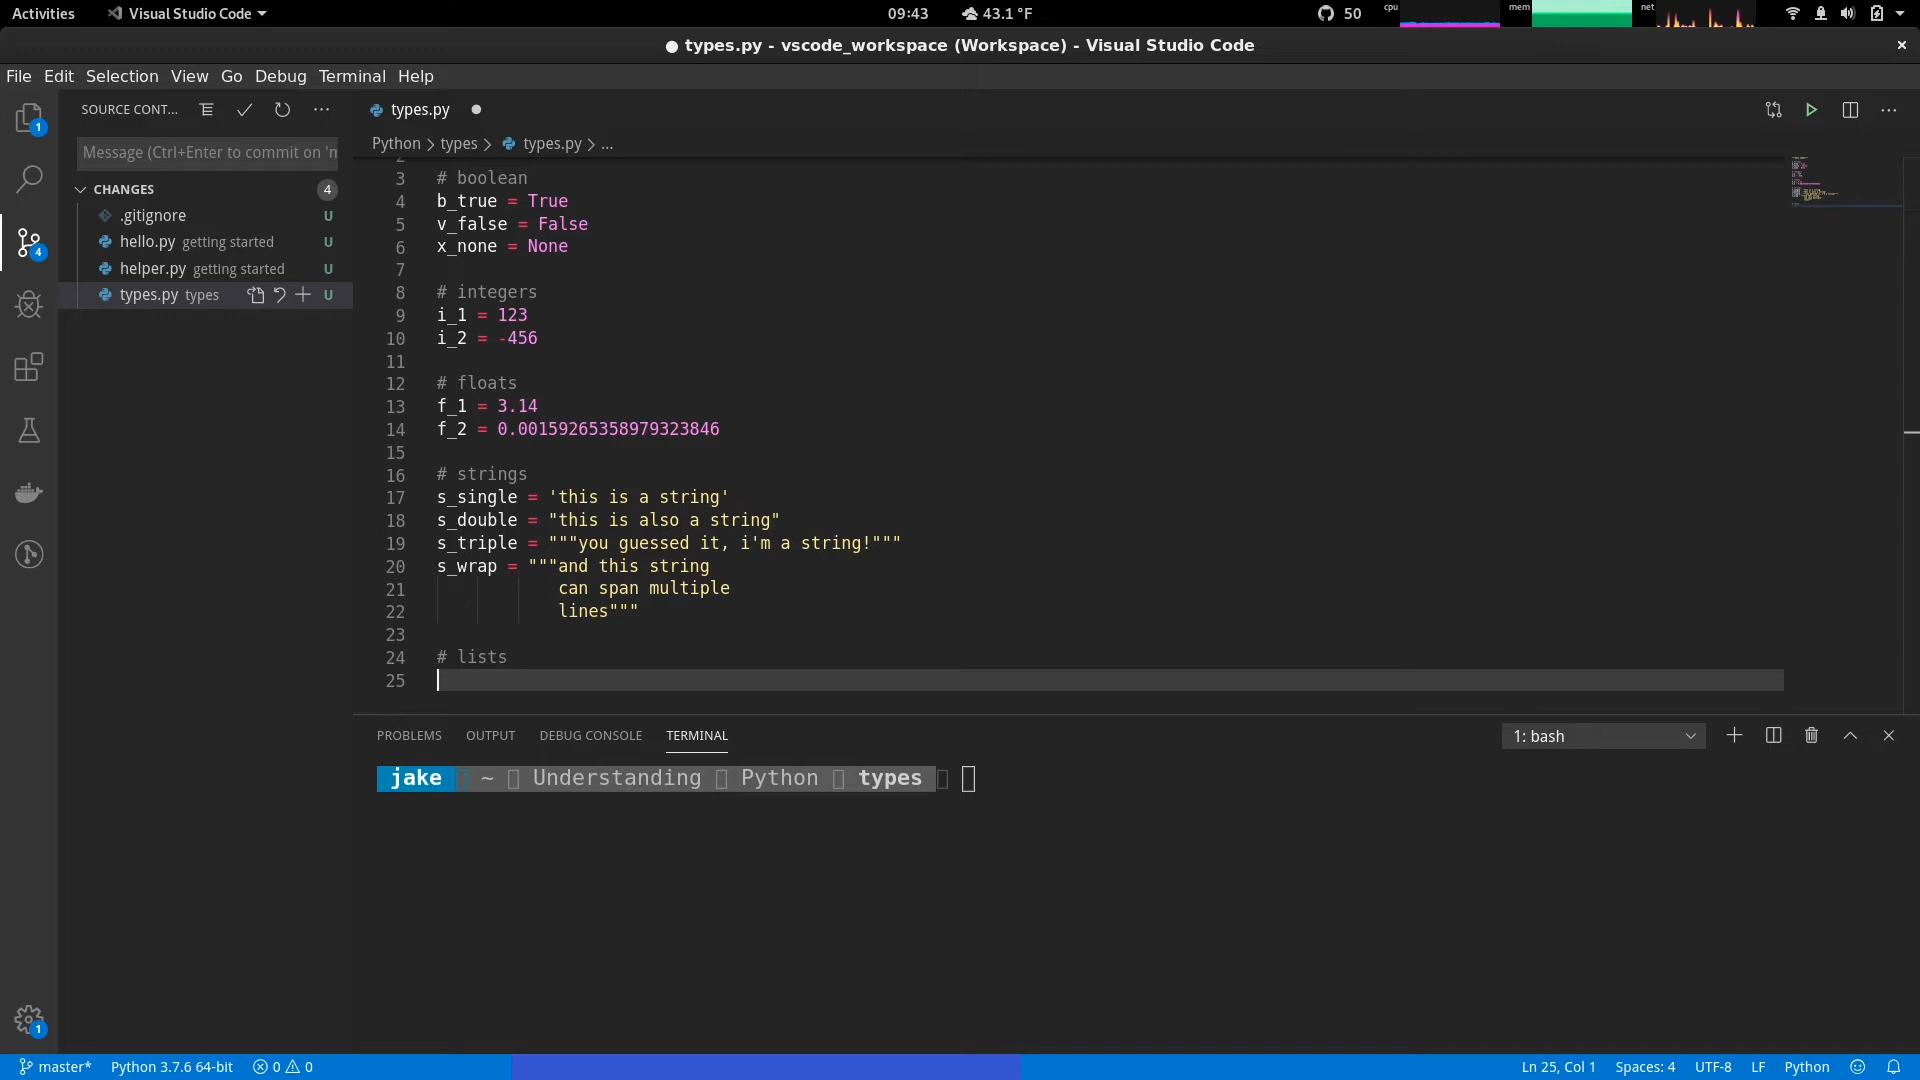 Activities Visual Studio Code 09:43 43.1 °F 50 cpu mem net
● types.py - vscode_workspace (Workspace) - Visual Studio Code ×
File Edit Selection View Go Debug Terminal Help
SOURCE CONT... types.py
Python > types > types.py > ...
Message (Ctrl+Enter to commit on 'm
CHANGES 4
.gitignore U
hello.py getting started U
helper.py getting started U
types.py types U
1
4
2
3 # boolean
4 b_true = True
5 v_false = False
6 x_none = None
7
8 # integers
9 i_1 = 123
10 i_2 = -456
11
12 # floats
13 f_1 = 3.14
14 f_2 = 0.00159265358979323846
15
16 # strings
17 s_single = 'this is a string'
18 s_double = "this is also a string"
19 s_triple = """you guessed it, i'm a string!"""
20 s_wrap = """and this string
21 can span multiple
22 lines"""
23
24 # lists
25
PROBLEMS OUTPUT DEBUG CONSOLE TERMINAL 1: bash
jake ~ Understanding Python types
1
master* Python 3.7.6 64-bit 0 0 Ln 25, Col 1 Spaces: 4 UTF-8 LF Python